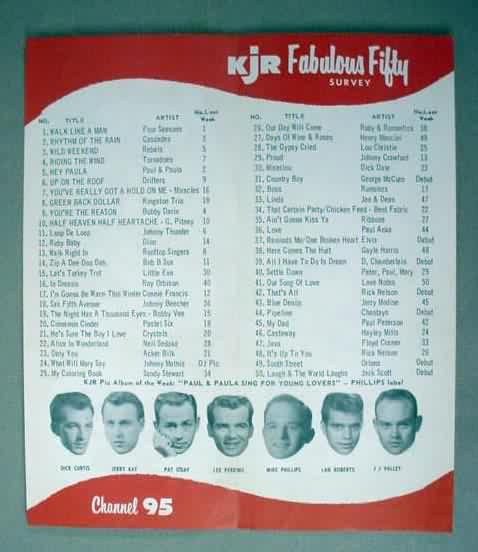 KJR Fabulous Fifty
SURVEY
NO. TITLE ARTIST No. Last Week
1. WALK LIKE A MAN Four Seasons 1
2. RHYTHM OF THE RAIN Cascades 3
3. WILD WEEKEND Rebels 5
4. RIDING THE WIND Tornadoes 7
5. HEY PAULA Paul & Paula 2
6. UP ON THE ROOF Drifters 9
7. YOU'VE REALLY GOT A HOLD ON ME - Miracles 16
8. GREEN BACK DOLLAR Kingston Trio 19
9. YOU'RE THE REASON Bobby Darin 4
10. HALF HEAVEN HALF HEARTACHE - G. Pitney 10
11. Loop De Loop Johnny Thunder 6
12. Ruby Baby Dion 14
13. Walk Right In Rooftop Singers 8
14. Zip A Dee Doo Dah Bob B Sox 11
15. Let's Turkey Trot Little Eva 30
16. In Dreams Roy Orbison 40
17. I'm Gonna Be Warm This Winter Connie Francis 12
18. Six Fifth Avenue Johnny Beecher 36
19. The Night Has A Thousand Eyes - Bobby Vee 15
20. Cinnamon Cinder Pastel Six 18
21. He's Sure The Boy I Love Crystals 20
22. Alice In Wonderland Neil Sedaka 28
23. Only You Acker Bilk 21
24. What Will Mary Say Johnny Mathis DJ Pic
25. My Coloring Book Sandy Stewart 34
NO. TITLE ARTIST No. Last Week
26. Our Day Will Come Ruby & Romantics 38
27. Days Of Wine & Roses Henry Mancini
28. The Gypsy Cried Lou Christie 25
29. Proud Johnny Crawford 13
30. Misirlou Dick Dale 23
31. Country Boy George McCurn Debut
32. Boss Rumblers 17
33. Linda Jan & Dean 47
34. That Certain Party/Chicken Feed - Bent Fabric 22
35. Ain't Gonna Kiss Ya Ribbons 27
36. Love Paul Anka 44
37. Reminds Me/One Broken Heart Elvis Debut
38. Here Comes The Hurt Gayle Harris 48
39. All I Have To Do Is Dream D. Chamberlain Debut
40. Settle Down Peter, Paul, Mary 29
41. Our Song Of Love Love Notes 50
42. That's All Rick Nelson Debut
43. Blue Denim Jerry Modine 45
44. Pipeline Chantays Debut
45. My Dad Paul Peterson 42
46. Castaway Hayley Mills 24
47. Java Floyd Cramer 33
48. It's Up To You Rick Nelson 26
49. South Street Orlons Debut
50. Laugh & The World Laughs Jack Scott Debut
KJR Pic Album of the Week: "PAUL & PAULA SING FOR YOUNG LOVERS" - PHILLIPS label
DICK CURTIS JERRY KAY PAT O'DAY LEE PERKINS MIKE PHILLIPS LAN ROBERTS
Channel 95